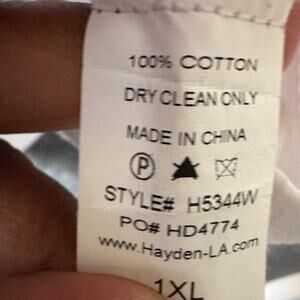 100% COTTON
DRY CLEAN ONLY
MADE IN CHINA
P
STYLE# H5344W
PO# HD4774
www.Hayden-LA.com
1XL